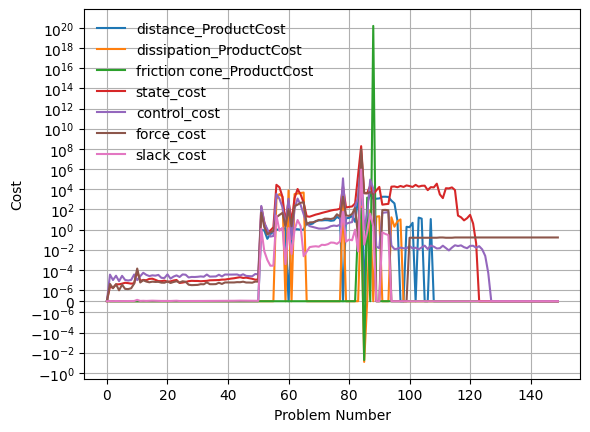 distance_ProductCost
dissipation_ProductCost
friction cone_ProductCost
state_cost
control_cost
force_cost
slack_cost
10^20
10^18
10^16
10^14
10^12
10^10
10^8
10^6
10^4
10^2
10^0
10^−2
10^−4
10^−6
0
−10^−6
−10^−4
−10^−2
−10^0
Cost
0 20 40 60 80 100 120 140
Problem Number